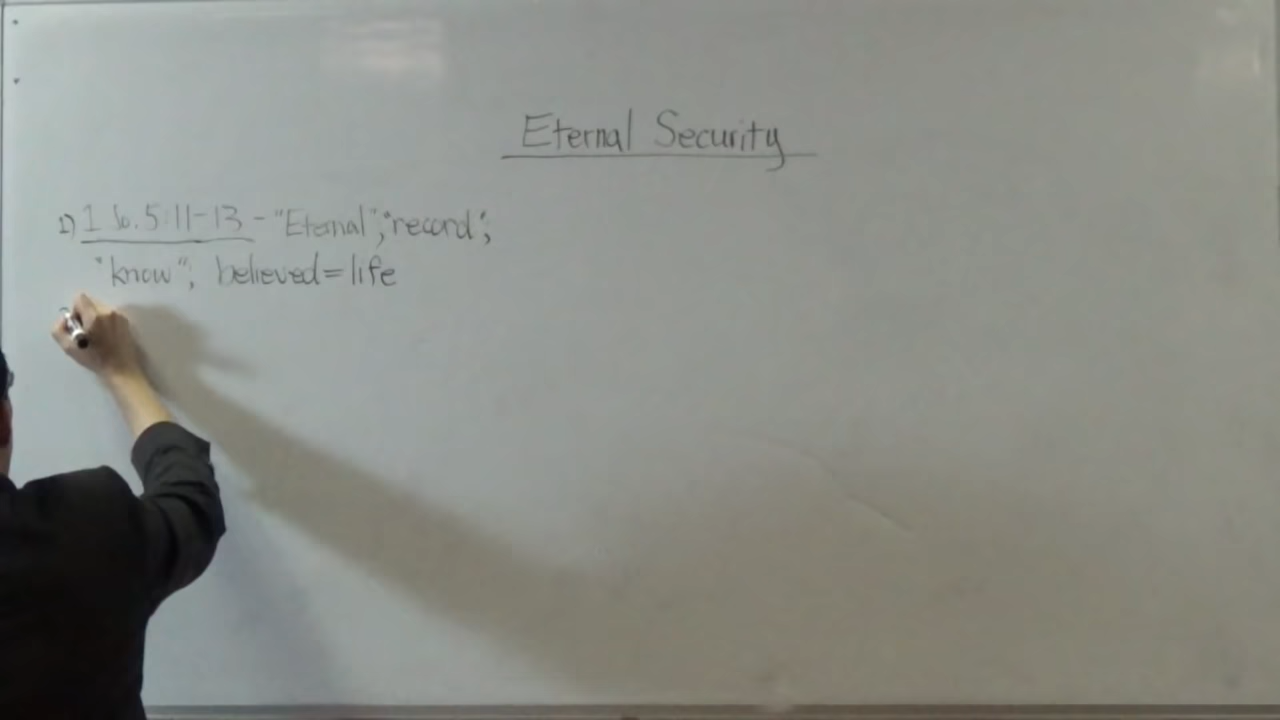 Eternal Security
1) 1 Jo. 5:11-13 - "Eternal", "record",
"know", believed=life